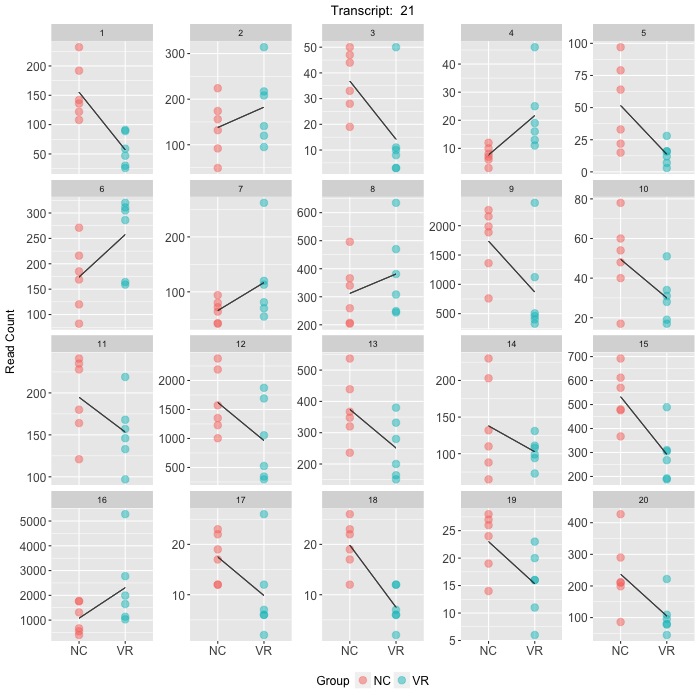 Transcript: 21
1 2 3 4 5
200 150 100 50
300 200 100
50 40 30 20 10
40 30 20 10
100 75 50 25 0
6 7 8 9 10
300 250 200 150 100
200 100
600 500 400 300 200
2000 1500 1000 500
80 60 40 20
Read Count
11 12 13 14 15
200 150 100
2000 1500 1000 500
500 400 300 200
200 150 100
700 600 500 400 300 200
16 17 18 19 20
5000 4000 3000 2000 1000
20 10
20 10
25 20 15 10 5
400 300 200 100
NC VR NC VR NC VR NC VR NC VR
Group NC VR